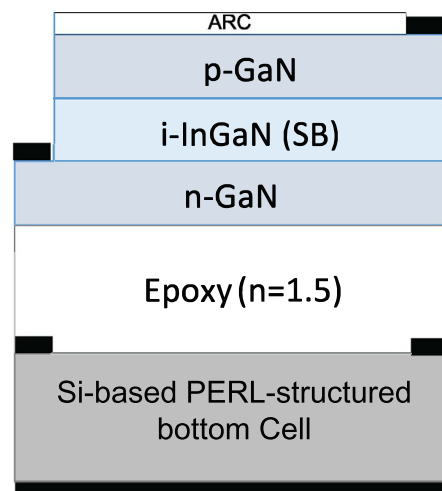 ARC
p-GaN
i-InGaN (SB)
n-GaN
Epoxy (n=1.5)
Si-based PERL-structured
bottom Cell